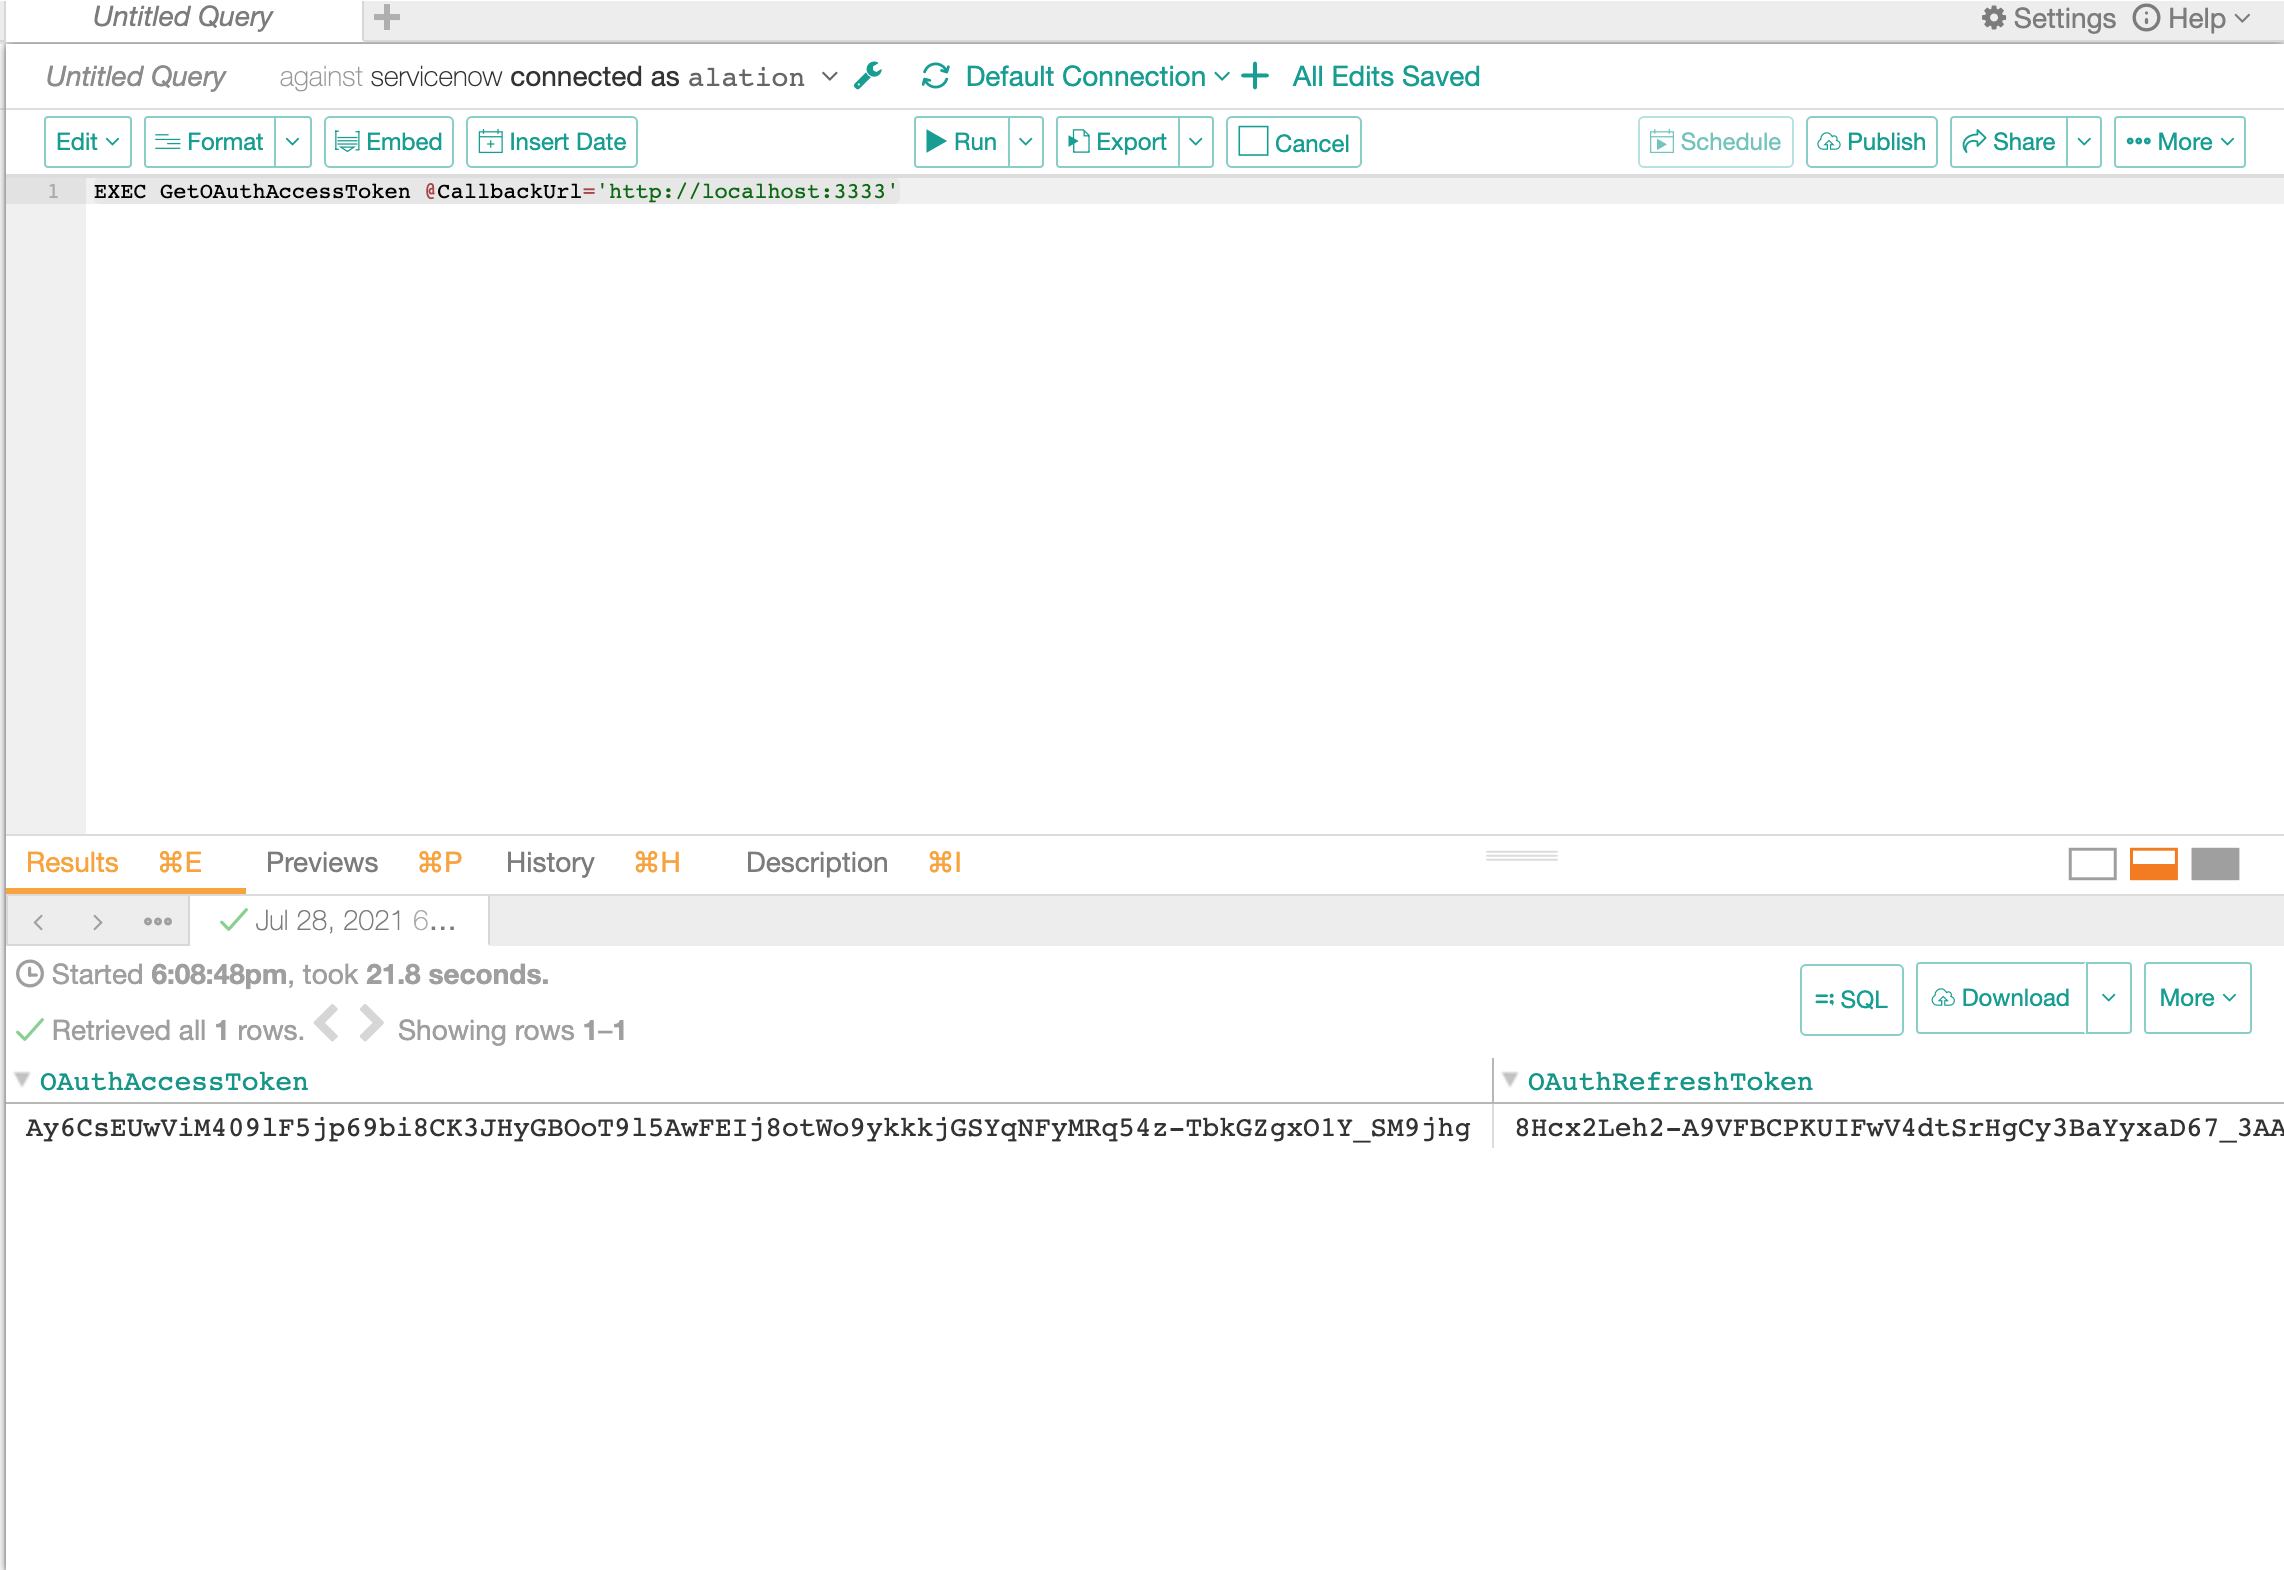 Untitled Query
Settings Help
Untitled Query against servicenow connected as alation Default Connection All Edits Saved
Edit Format Embed Insert Date Run Export Cancel Schedule Publish Share More
1 EXEC GetOAuthAccessToken @CallbackUrl='http://localhost:3333'
Results ⌘E Previews ⌘P History ⌘H Description ⌘I
Jul 28, 2021 6...
Started 6:08:48pm, took 21.8 seconds.
SQL Download More
Retrieved all 1 rows. Showing rows 1–1
OAuthAccessToken OAuthRefreshToken
Ay6CsEUwViM409lF5jp69bi8CK3JHyGBOoT9l5AwFEIj8otWo9ykkkjGSYqNFyMRq54z-TbkGZgxO1Y_SM9jhg 8Hcx2Leh2-A9VFBCPKUIFwV4dtSrHgCy3BaYyxaD67_3AA